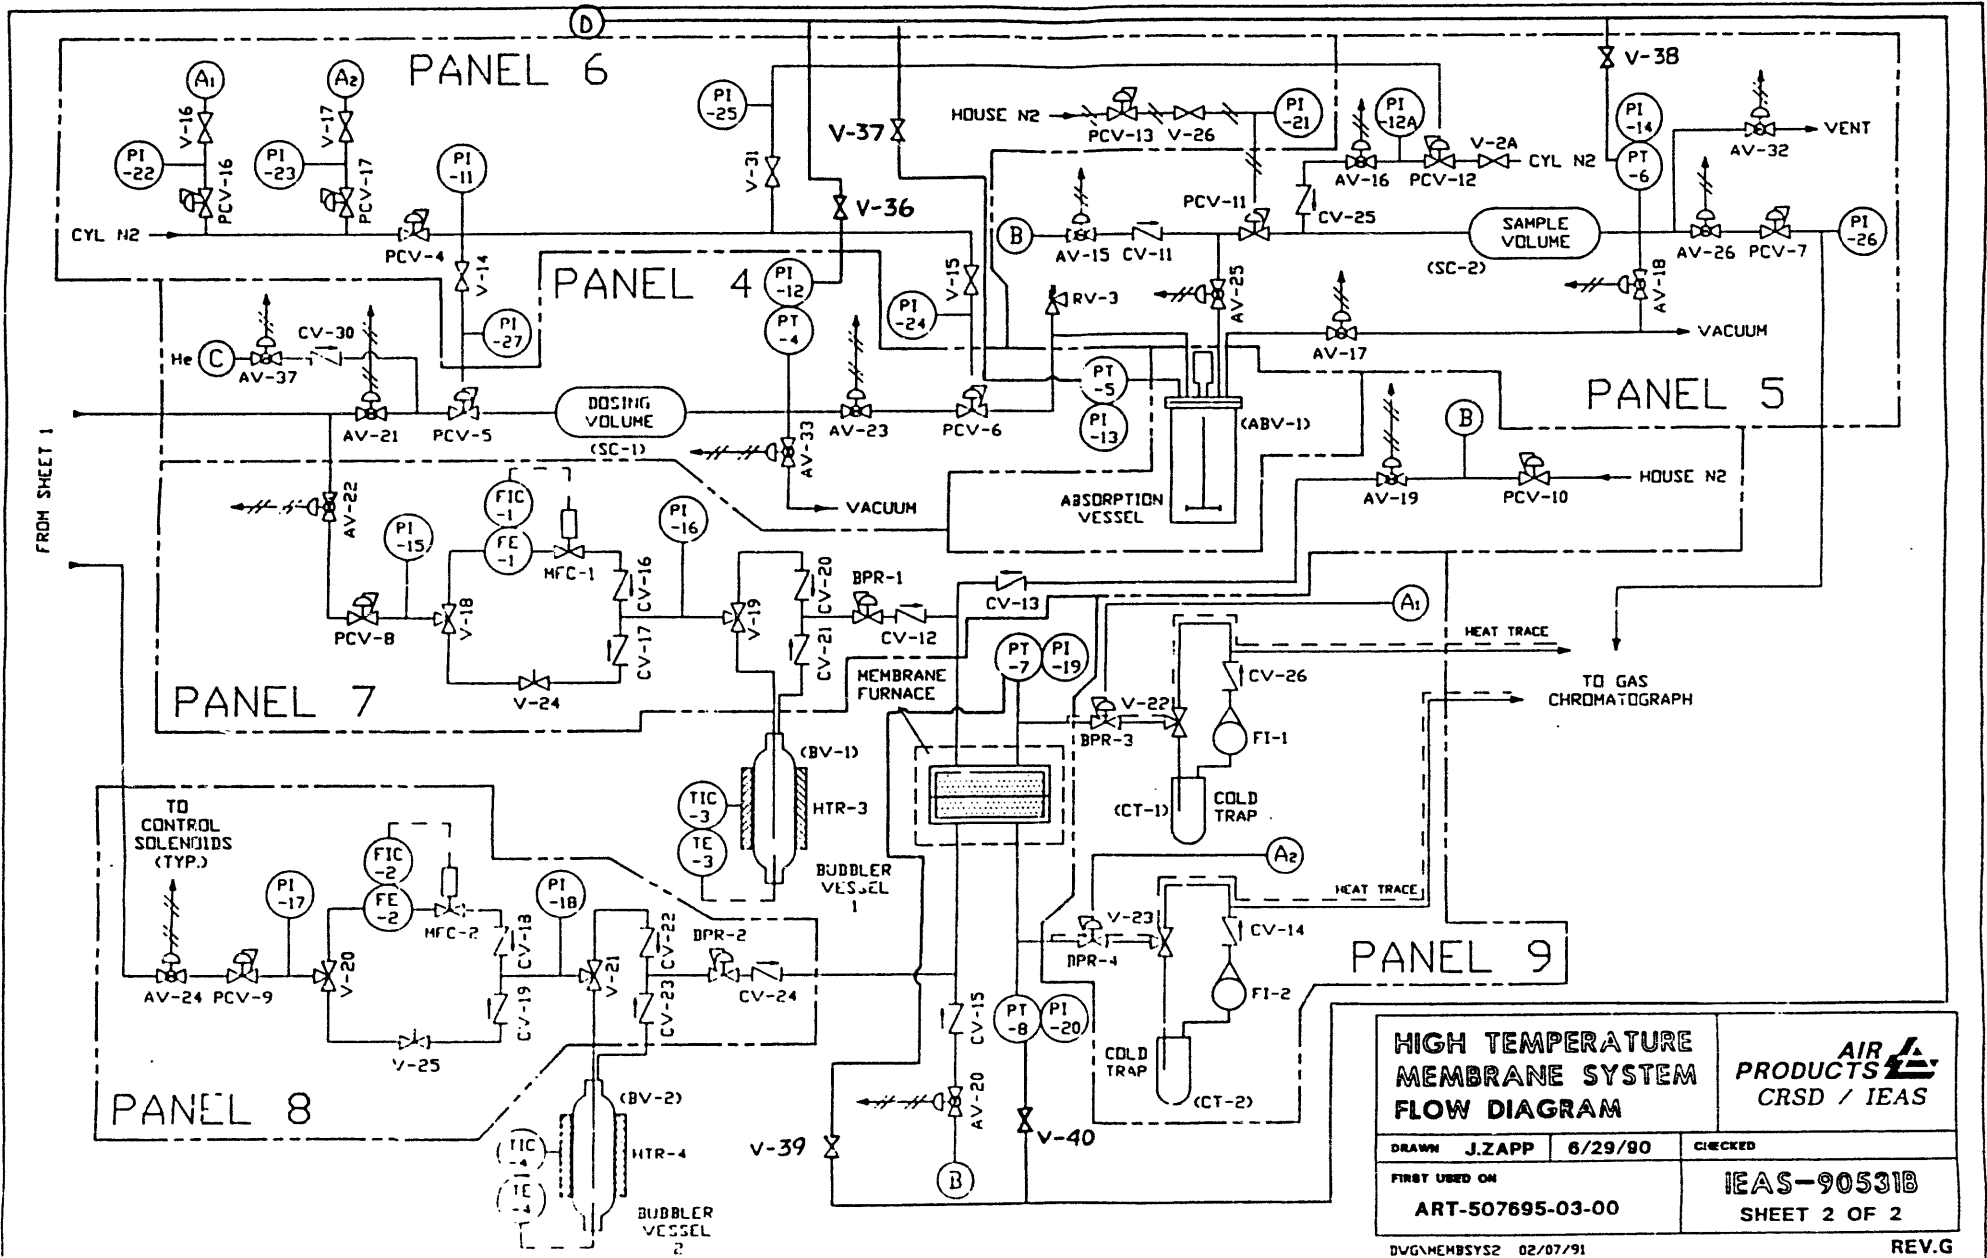 D
PANEL 6
A1
A2
V-16
V-17
PI
-22
PI
-23
PCV-16
PCV-17
PI
-11
CYL N2
PCV-4
V-14
PI
-25
V-31
V-37
V-36
HOUSE N2
PCV-13
V-26
PI
-21
PI
-12A
AV-16
PCV-12
V-2A
CYL N2
CV-25
V-38
PI
-14
PT
-6
AV-32
VENT
B
AV-15
CV-11
PCV-11
SAMPLE
VOLUME
(SC-2)
AV-26
PCV-7
PI
-26
AV-18
AV-25
AV-17
VACUUM
PANEL 5
PANEL 4
PI
-12
PT
-4
V-15
PI
-24
RV-3
PI
-27
He
C
AV-37
CV-30
AV-21
PCV-5
DOSING
VOLUME
(SC-1)
AV-33
AV-23
PCV-6
VACUUM
PT
-5
PI
-13
(ABV-1)
ABSORPTION
VESSEL
B
AV-19
PCV-10
HOUSE N2
FROM SHEET 1
AV-22
PI
-15
PCV-8
V-18
FIC
-1
FE
-1
MFC-1
CV-16
CV-17
V-24
PI
-16
V-19
CV-20
CV-21
BPR-1
CV-12
CV-13
PANEL 7
MEMBRANE
FURNACE
PT
-7
PI
-19
A1
HEAT TRACE
CV-26
V-22
BPR-3
FI-1
(CT-1)
COLD
TRAP
TO GAS
CHROMATOGRAPH
(BV-1)
TIC
-3
TE
-3
HTR-3
BUBBLER
VESSEL
1
TO
CONTROL
SOLENOIDS
(TYP.)
AV-24
PCV-9
PI
-17
V-20
FIC
-2
FE
-2
MFC-2
CV-18
CV-19
V-25
PI
-18
V-21
CV-22
CV-23
BPR-2
CV-24
PANEL 8
(BV-2)
TIC
-4
TE
-4
HTR-4
BUBBLER
VESSEL
2
A2
HEAT TRACE
V-23
BPR-4
CV-14
FI-2
PANEL 9
CV-15
PT
-8
PI
-20
COLD
TRAP
(CT-2)
AV-20
V-39
V-40
B
HIGH TEMPERATURE
MEMBRANE SYSTEM
FLOW DIAGRAM
AIR
PRODUCTS
CRSD / IEAS
DRAWN J.ZAPP 6/29/90 CHECKED
FIRST USED ON
ART-507695-03-00
IEAS-90531B
SHEET 2 OF 2
DWG\MEMBSYS2 02/07/91
REV.G